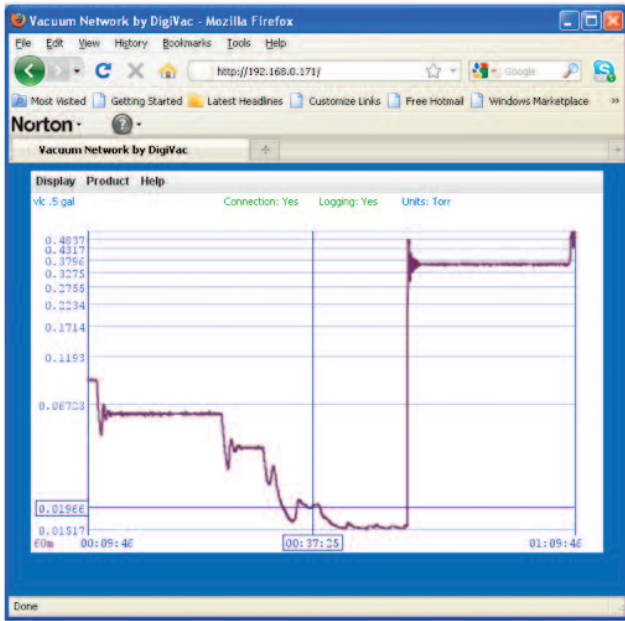 Vacuum Network by DigiVac - Mozilla Firefox
File Edit View History Bookmarks Tools Help
http://192.168.0.171/ Google
Most Visited Getting Started Latest Headlines Customize Links Free Hotmail Windows Marketplace »
Norton ?
Vacuum Network by DigiVac
Display Product Help
vlc .5 gal Connection: Yes Logging: Yes Units: Torr
0.4837
0.4317
0.3796
0.3275
0.2755
0.2234
0.1714
0.1193
0.06723
0.01966
0.01517
60m 00:09:46 00:37:25 01:09:46
Done